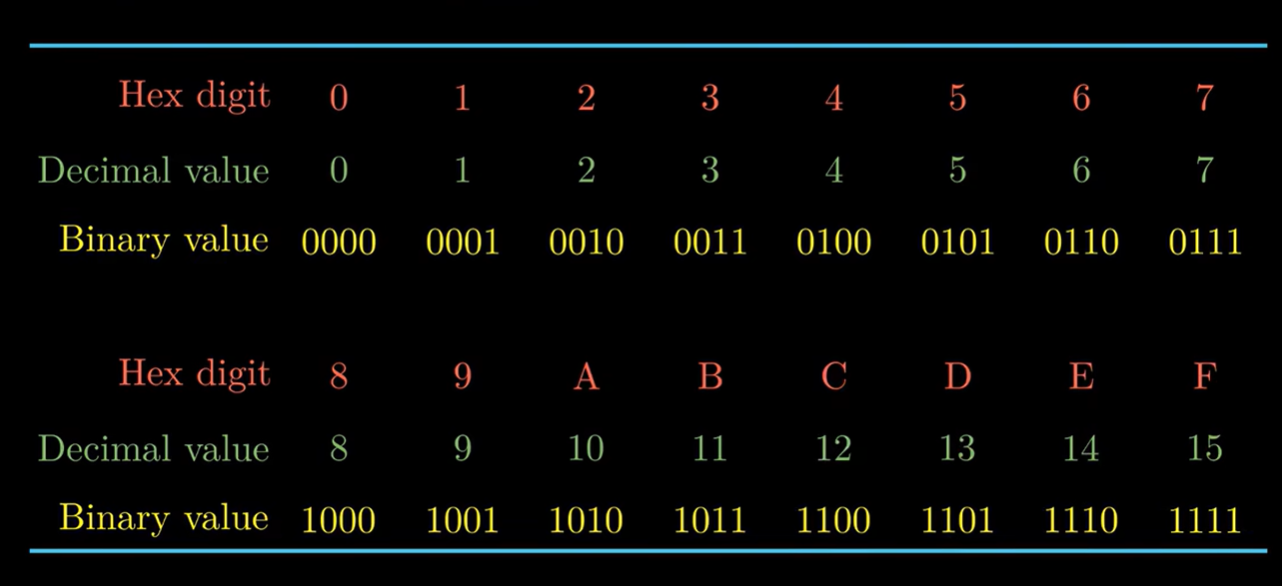 Hex digit 0 1 2 3 4 5 6 7
Decimal value 0 1 2 3 4 5 6 7
Binary value 0000 0001 0010 0011 0100 0101 0110 0111
Hex digit 8 9 A B C D E F
Decimal value 8 9 10 11 12 13 14 15
Binary value 1000 1001 1010 1011 1100 1101 1110 1111